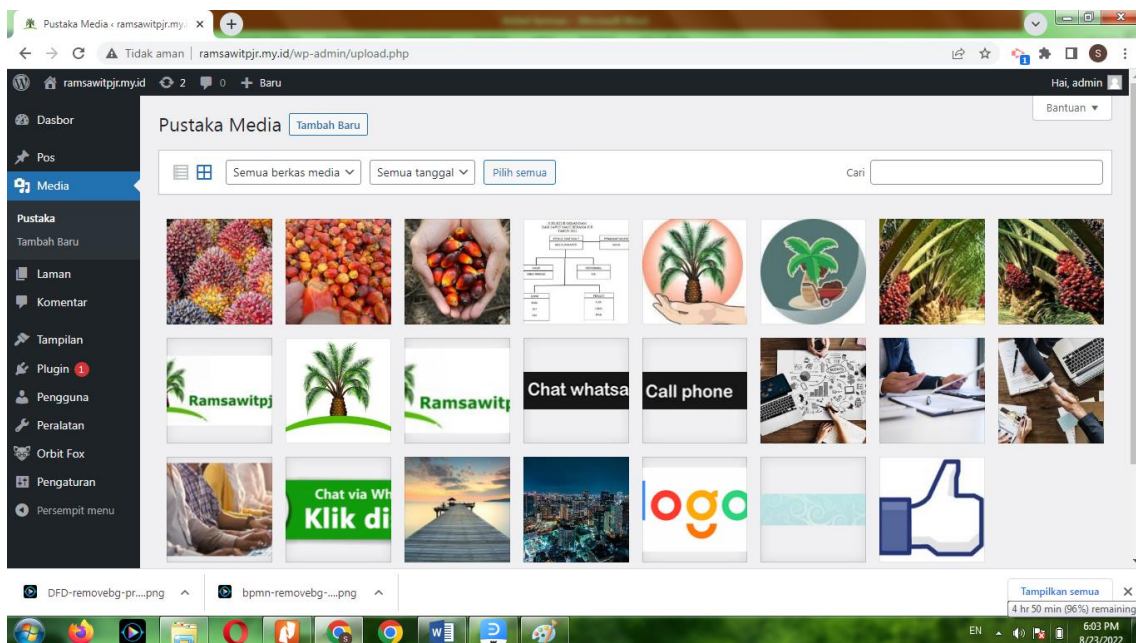 Pustaka Media ‹ ramsawitpjr.my.
Tidak aman | ramsawitpjr.my.id/wp-admin/upload.php
S
ramsawitpjr.my.id 2 0 + Baru
Hai, admin
Bantuan
Dasbor
Pos
Media
Pustaka
Tambah Baru
Laman
Komentar
Tampilan
Plugin 1
Pengguna
Peralatan
Orbit Fox
Pengaturan
Persempit menu
Pustaka Media
Tambah Baru
Semua berkas media
Semua tanggal
Pilih semua
Cari
Ramsawitpj
Ramsawitp
Chat whatsa
Call phone
Chat via Wh
Klik di
logo
DFD-removebg-pr....png
bpmn-removebg-....png
Tampilkan semua
4 hr 50 min (96%) remaining
EN
6:03 PM
8/23/2022